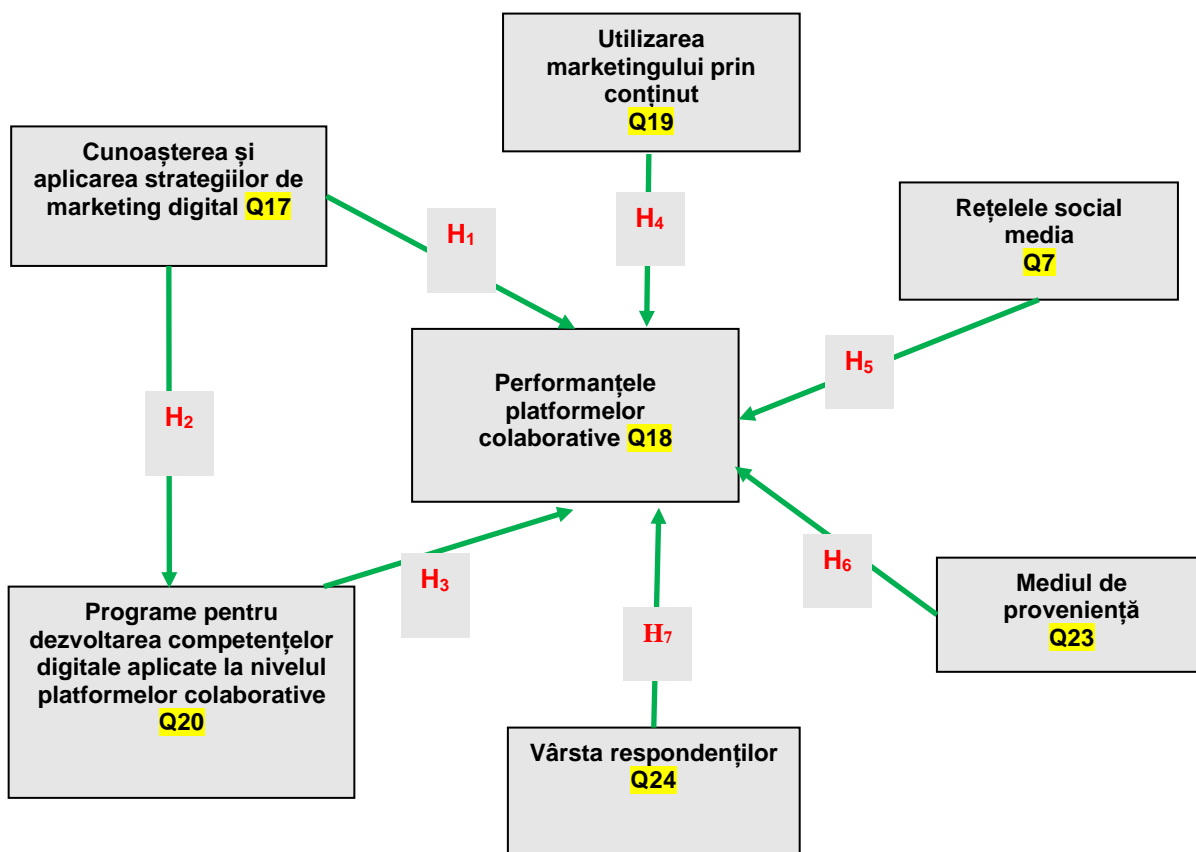 Utilizarea
marketingului prin
conținut
Q19
Cunoașterea și
aplicarea strategiilor de
marketing digital Q17
Rețelele social
media
Q7
H1
H4
H5
Performanțele
platformelor
colaborative Q18
H2
H3
H6
H7
Mediul de
proveniență
Q23
Programe pentru
dezvoltarea competențelor
digitale aplicate la nivelul
platformelor colaborative
Q20
Vârsta respondenților
Q24